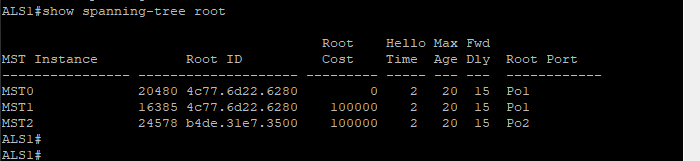 ALS1#show spanning-tree root
Root Hello Max Fwd
MST Instance Root ID Cost Time Age Dly Root Port
---------------- -------------------- --------- ----- --- --- ------------
MST0 20480 4c77.6d22.6280 0 2 20 15 Po1
MST1 16385 4c77.6d22.6280 100000 2 20 15 Po1
MST2 24578 b4de.31e7.3500 100000 2 20 15 Po2
ALS1#
ALS1#